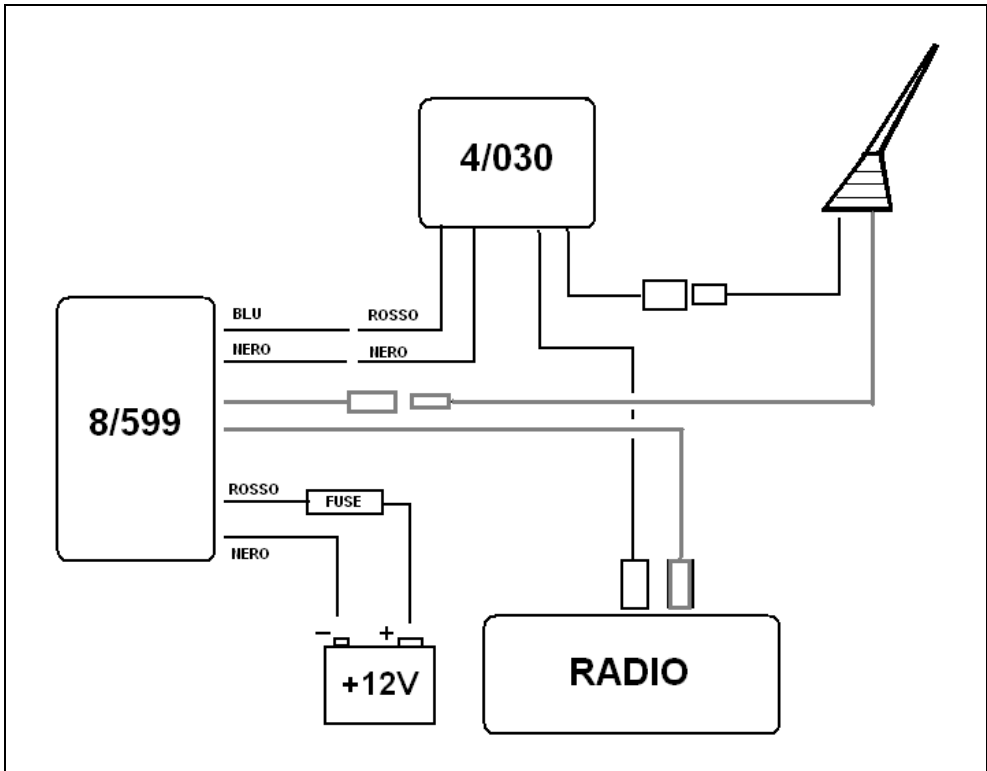 4/030
BLU ROSSO
NERO NERO
8/599
ROSSO
FUSE
NERO
− +
+12V
RADIO